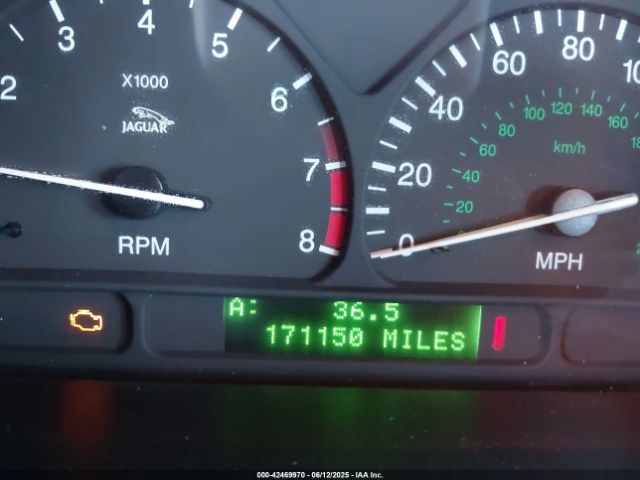 2 3 4 5 6 7 8
X1000
JAGUAR
RPM
0 20 40 60 80
20 40 60 80 100 120 140 160
km/h
MPH
A: 36.5
171150 MILES
000-42469970 - 06/12/2025 - IAA Inc.